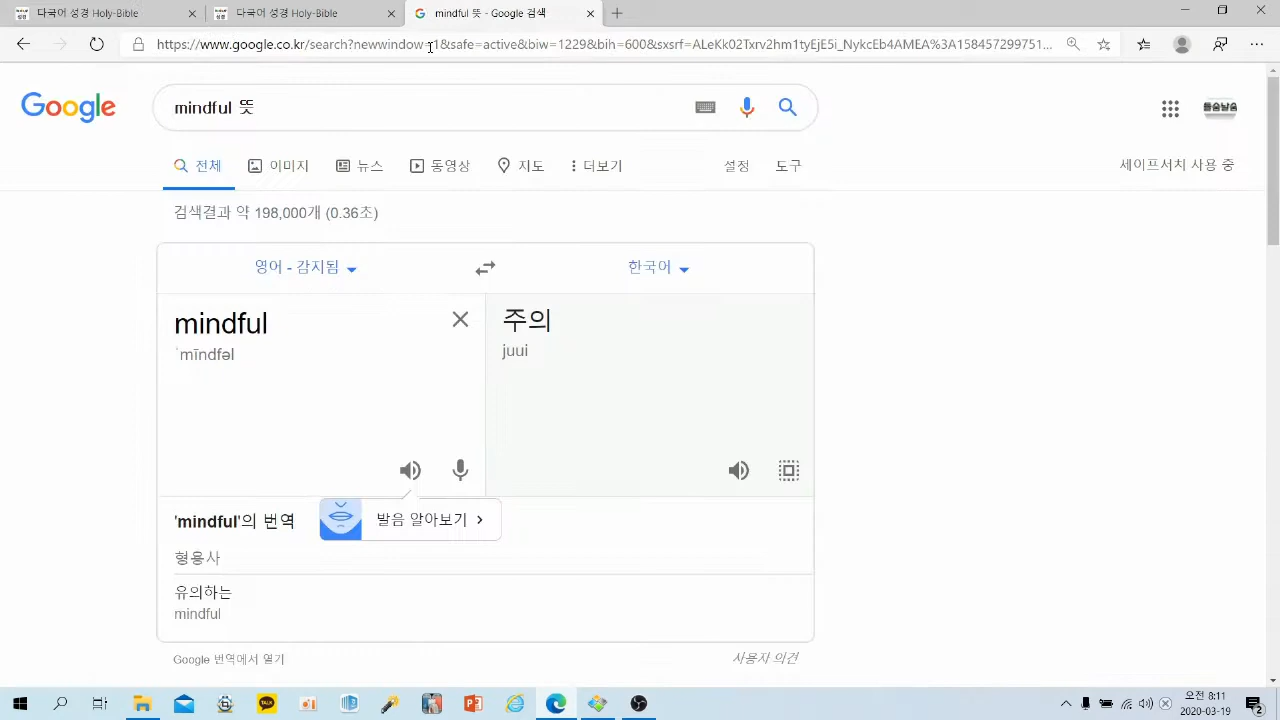 다국어 성경 Holy-Bible
다국어 성경 Holy-Bible
mindful 뜻 - Google 검색
https://www.google.co.kr/search?newwindow=1&safe=active&biw=1229&bih=600&sxsrf=ALeKk02Txrv2hm1tyEjE5i_NykcEb4AMEA%3A158457299751...
Google
mindful 뜻
들숨날숨
전체
이미지
뉴스
동영상
지도
더보기
설정
도구
세이프서치 사용 중
검색결과 약 198,000개 (0.36초)
영어 - 감지됨
한국어
mindful
ˈmīndfəl
주의
juui
'mindful'의 번역
발음 알아보기
형용사
유의하는
mindful
Google 번역에서 열기
사용자 의견
TALK
오전 8:11
2020-03-19
2